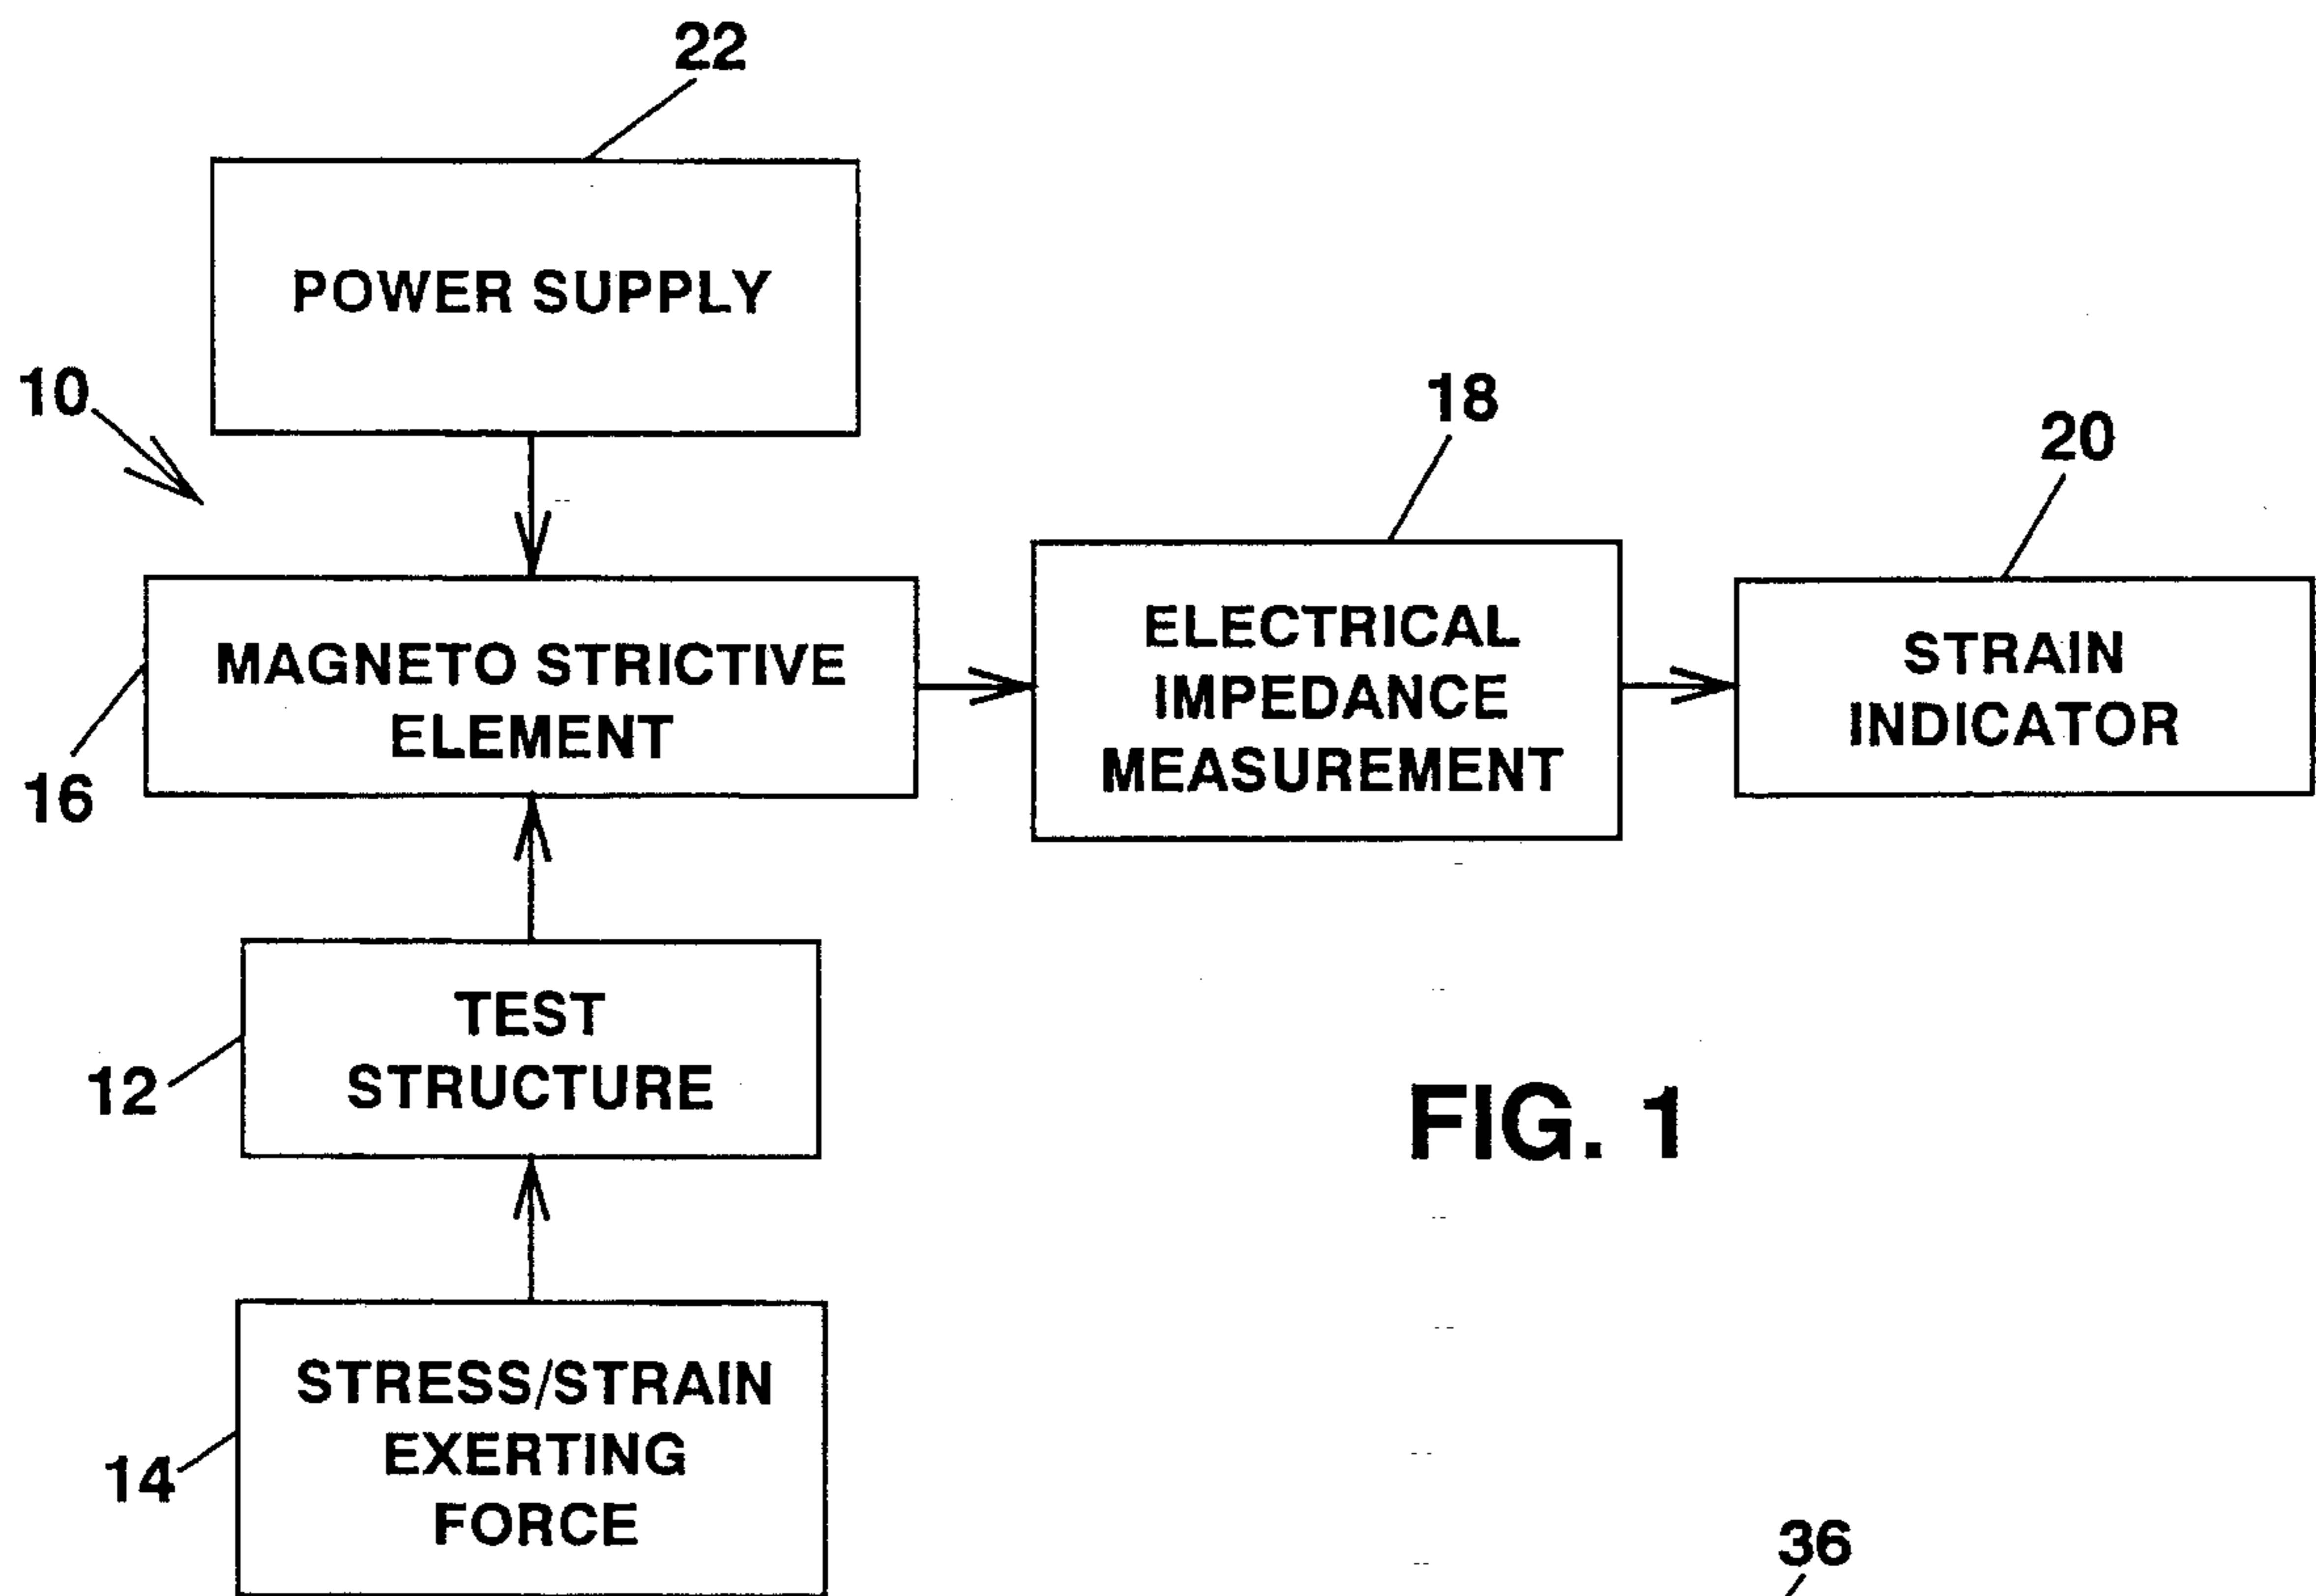 22
POWER SUPPLY
10
18
20
MAGNETO STRICTIVE
ELEMENT
16
ELECTRICAL
IMPEDANCE
MEASUREMENT
STRAIN
INDICATOR
TEST
STRUCTURE
12
FIG. 1
STRESS/STRAIN
EXERTING
FORCE
14
36